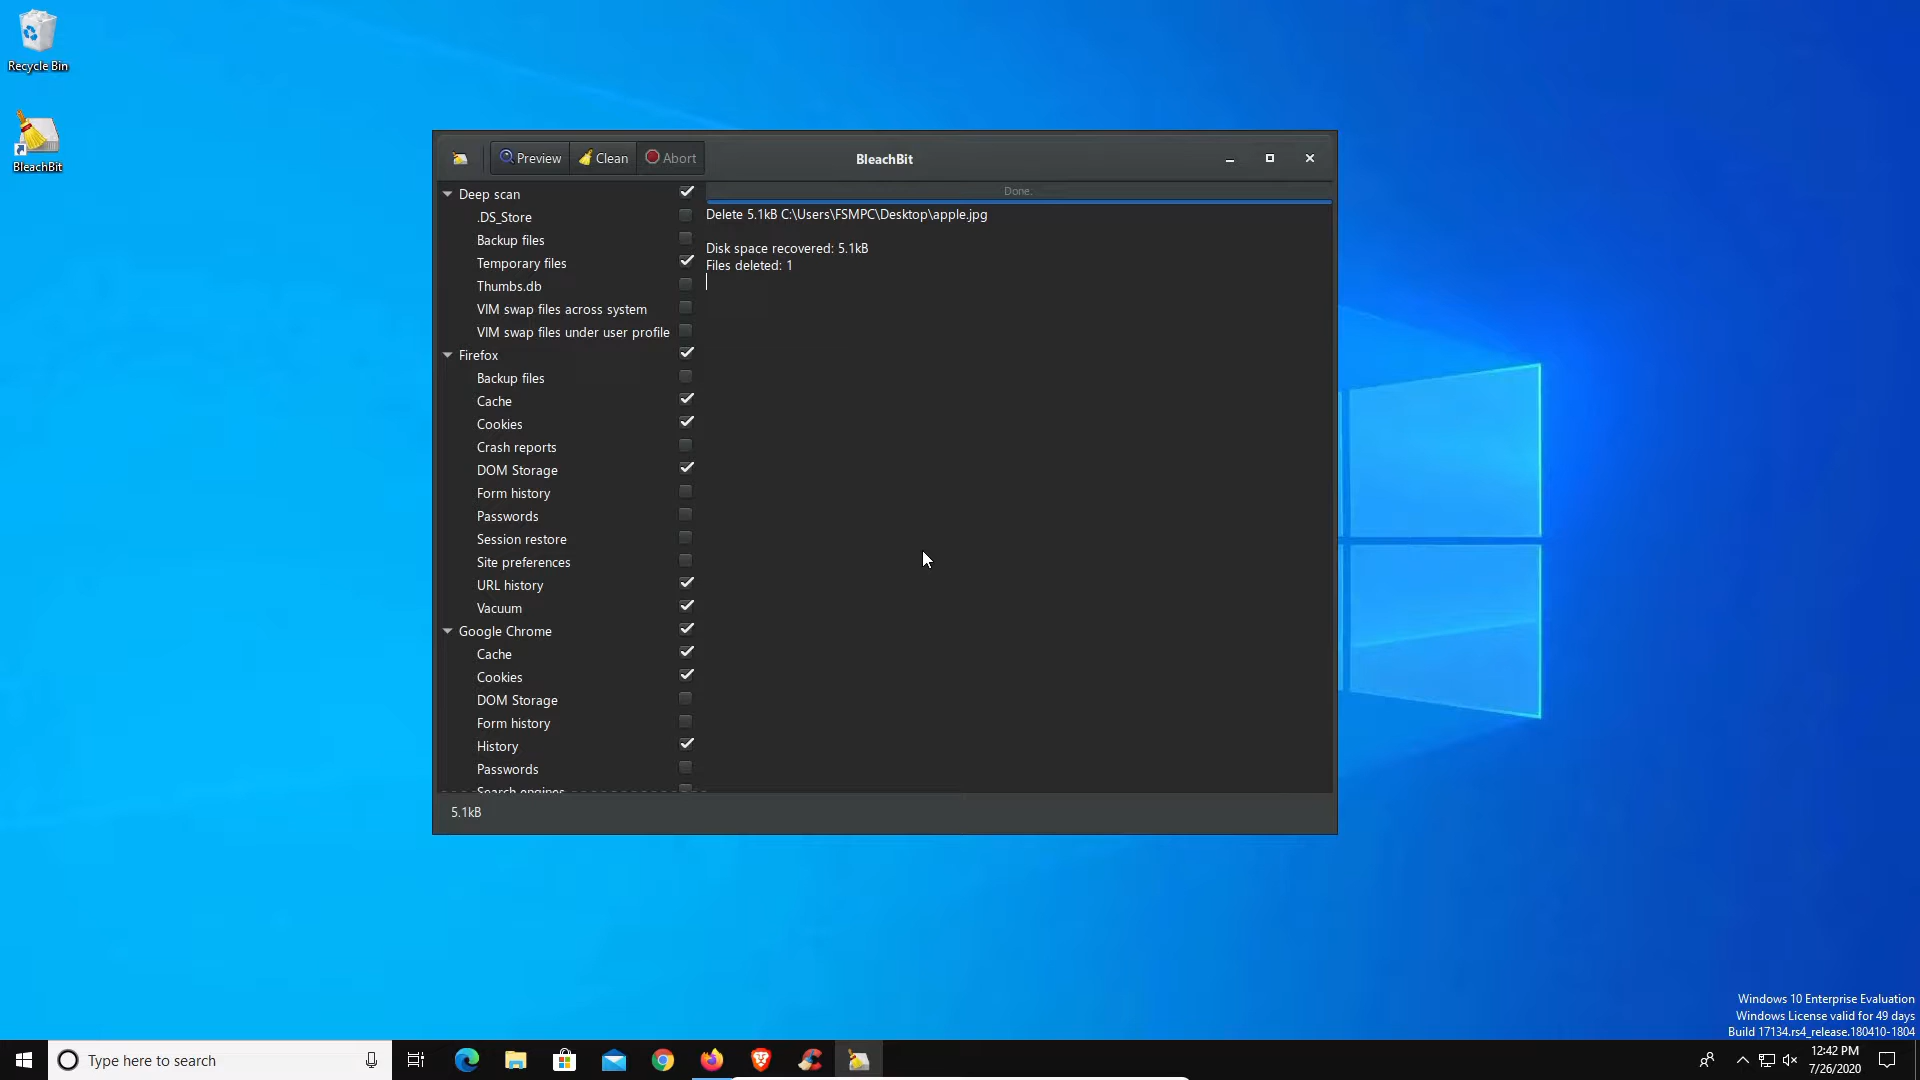 Recycle Bin
BleachBit
Preview
Clean
Abort
BleachBit
Deep scan
.DS_Store
Backup files
Temporary files
Thumbs.db
VIM swap files across system
VIM swap files under user profile
Firefox
Backup files
Cache
Cookies
Crash reports
DOM Storage
Form history
Passwords
Session restore
Site preferences
URL history
Vacuum
Google Chrome
Cache
Cookies
DOM Storage
Form history
History
Passwords
Search engines
Done.
Delete 5.1kB C:\Users\FSMPC\Desktop\apple.jpg
Disk space recovered: 5.1kB
Files deleted: 1
5.1kB
Windows 10 Enterprise Evaluation
Windows License valid for 49 days
Build 17134.rs4_release.180410-1804
Type here to search
12:42 PM
7/26/2020